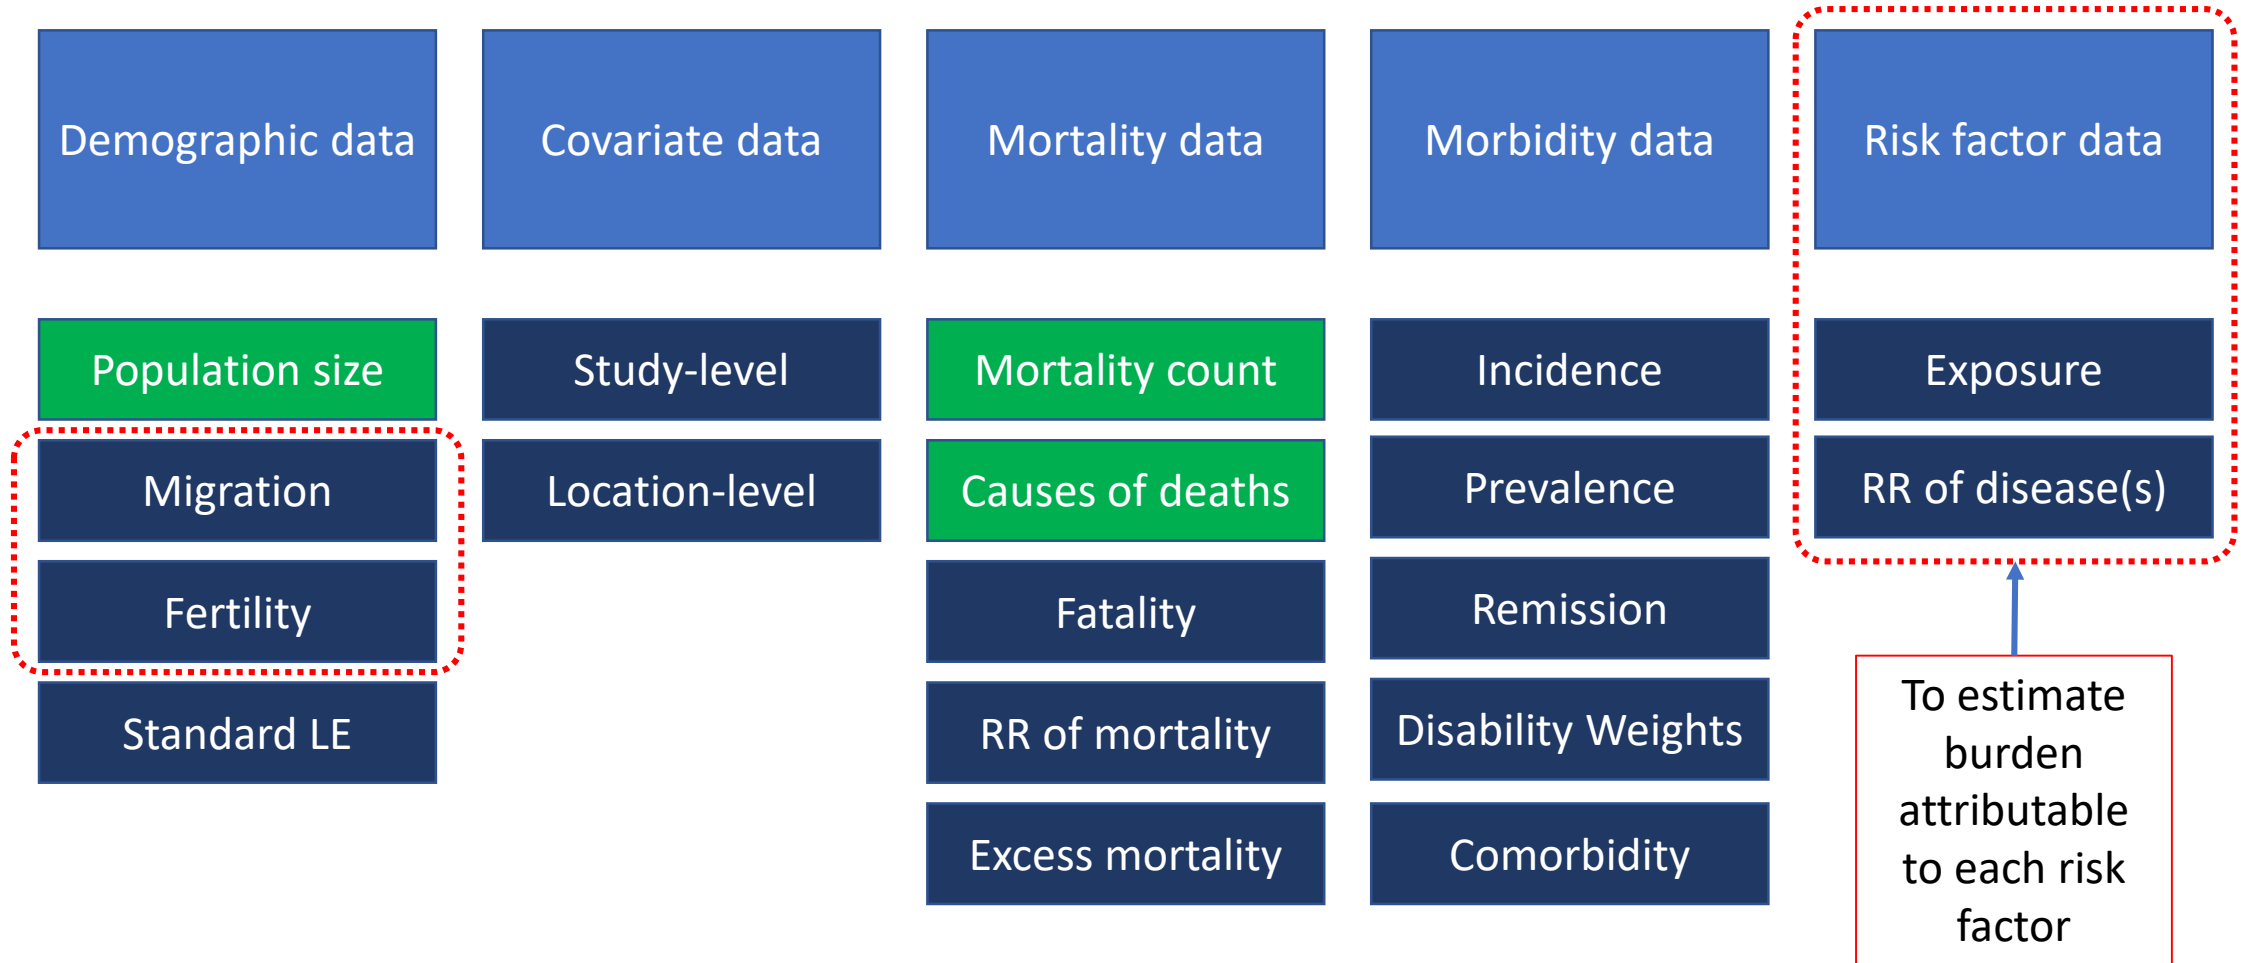 Demographic data
Covariate data
Mortality data
Morbidity data
Risk factor data
Population size
Study-level
Mortality count
Incidence
Exposure
Migration
Location-level
Causes of deaths
Prevalence
RR of disease(s)
Fertility
Fatality
Remission
Standard LE
RR of mortality
Disability Weights
Excess mortality
Comorbidity
To estimate
burden
attributable
to each risk
factor